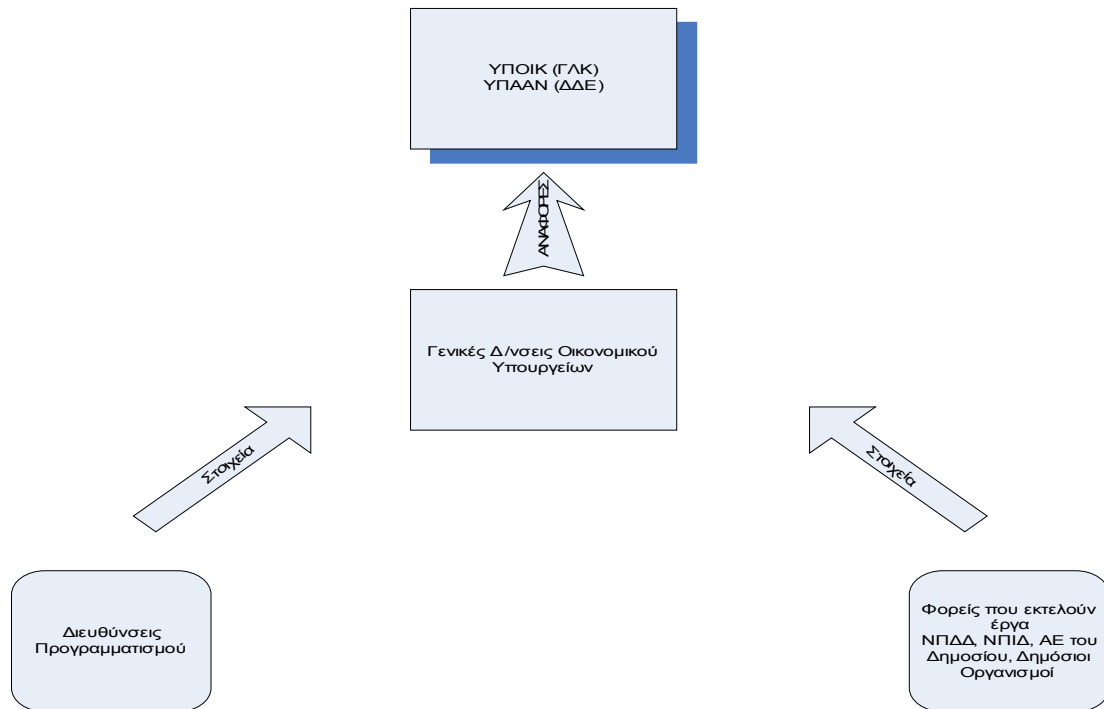 ΥΠΟΙΚ (ΓΛΚ)
ΥΠΑΑΝ (ΔΔΕ)
ΑΝΑΦΟΡΕΣ
Γενικές Δ/νσεις Οικονομικού
Υπουργείων
Στοιχεία
Στοιχεία
Διευθύνσεις
Προγραμματισμού
Φορείς που εκτελούν
έργα
ΝΠΔΔ, ΝΠΙΔ, ΑΕ του
Δημοσίου, Δημόσιοι
Οργανισμοί